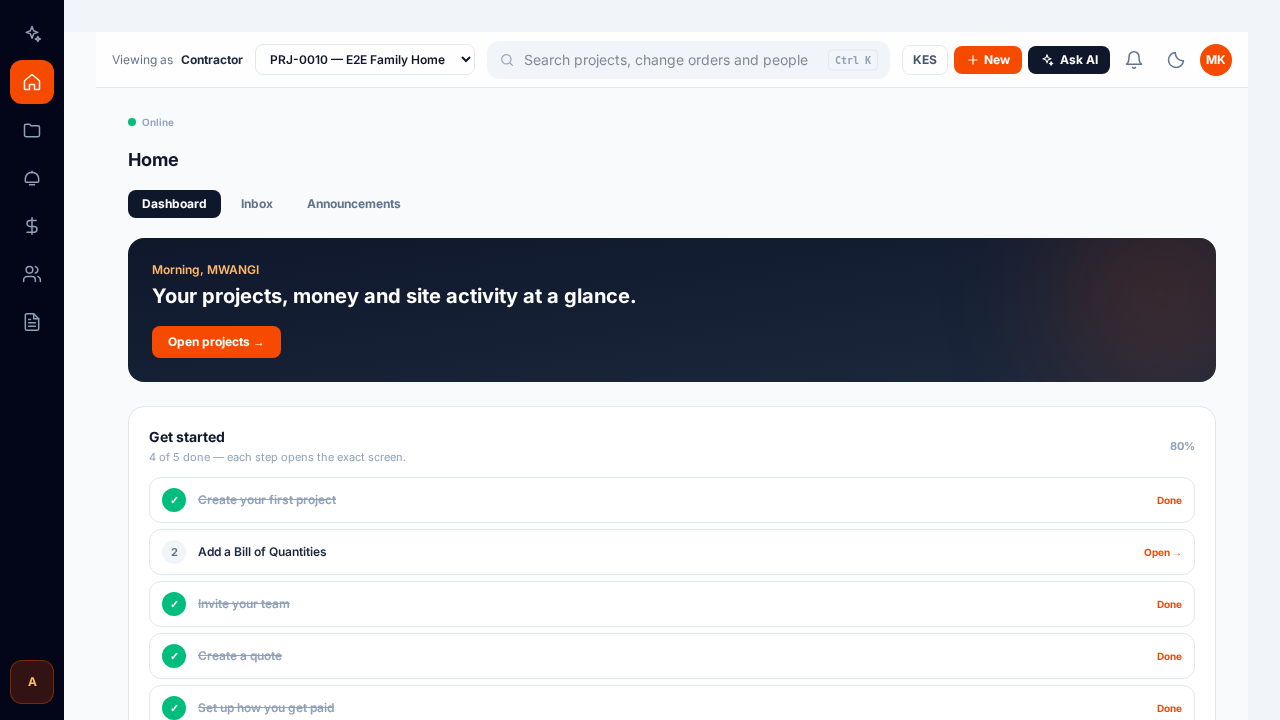 Viewing as Contractor PRJ-0010 — E2E Family Home Search projects, change orders and people Ctrl K KES + New Ask AI MK
Online
Home
Dashboard Inbox Announcements
Morning, MWANGI
Your projects, money and site activity at a glance.
Open projects →
Get started
4 of 5 done — each step opens the exact screen.
80%
✓ Create your first project Done
2 Add a Bill of Quantities Open →
✓ Invite your team Done
✓ Create a quote Done
✓ Set up how you get paid Done
A